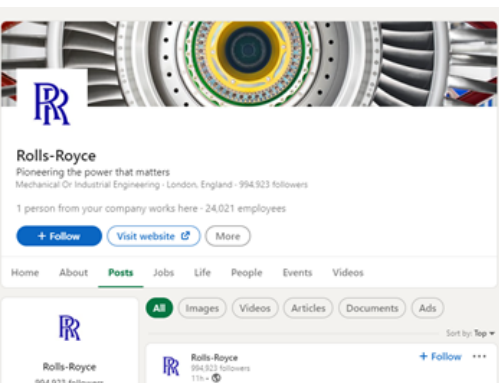 RR
Rolls-Royce
Pioneering the power that matters
Mechanical Or Industrial Engineering · London, England · 994,923 followers
1 person from your company works here · 24,021 employees
+ Follow
Visit website
More
Home About Posts Jobs Life People Events Videos
All Images Videos Articles Documents Ads
Sort by: Top
RR
Rolls-Royce
994,923 followers
RR
Rolls-Royce
994,923 followers
11h •
+ Follow